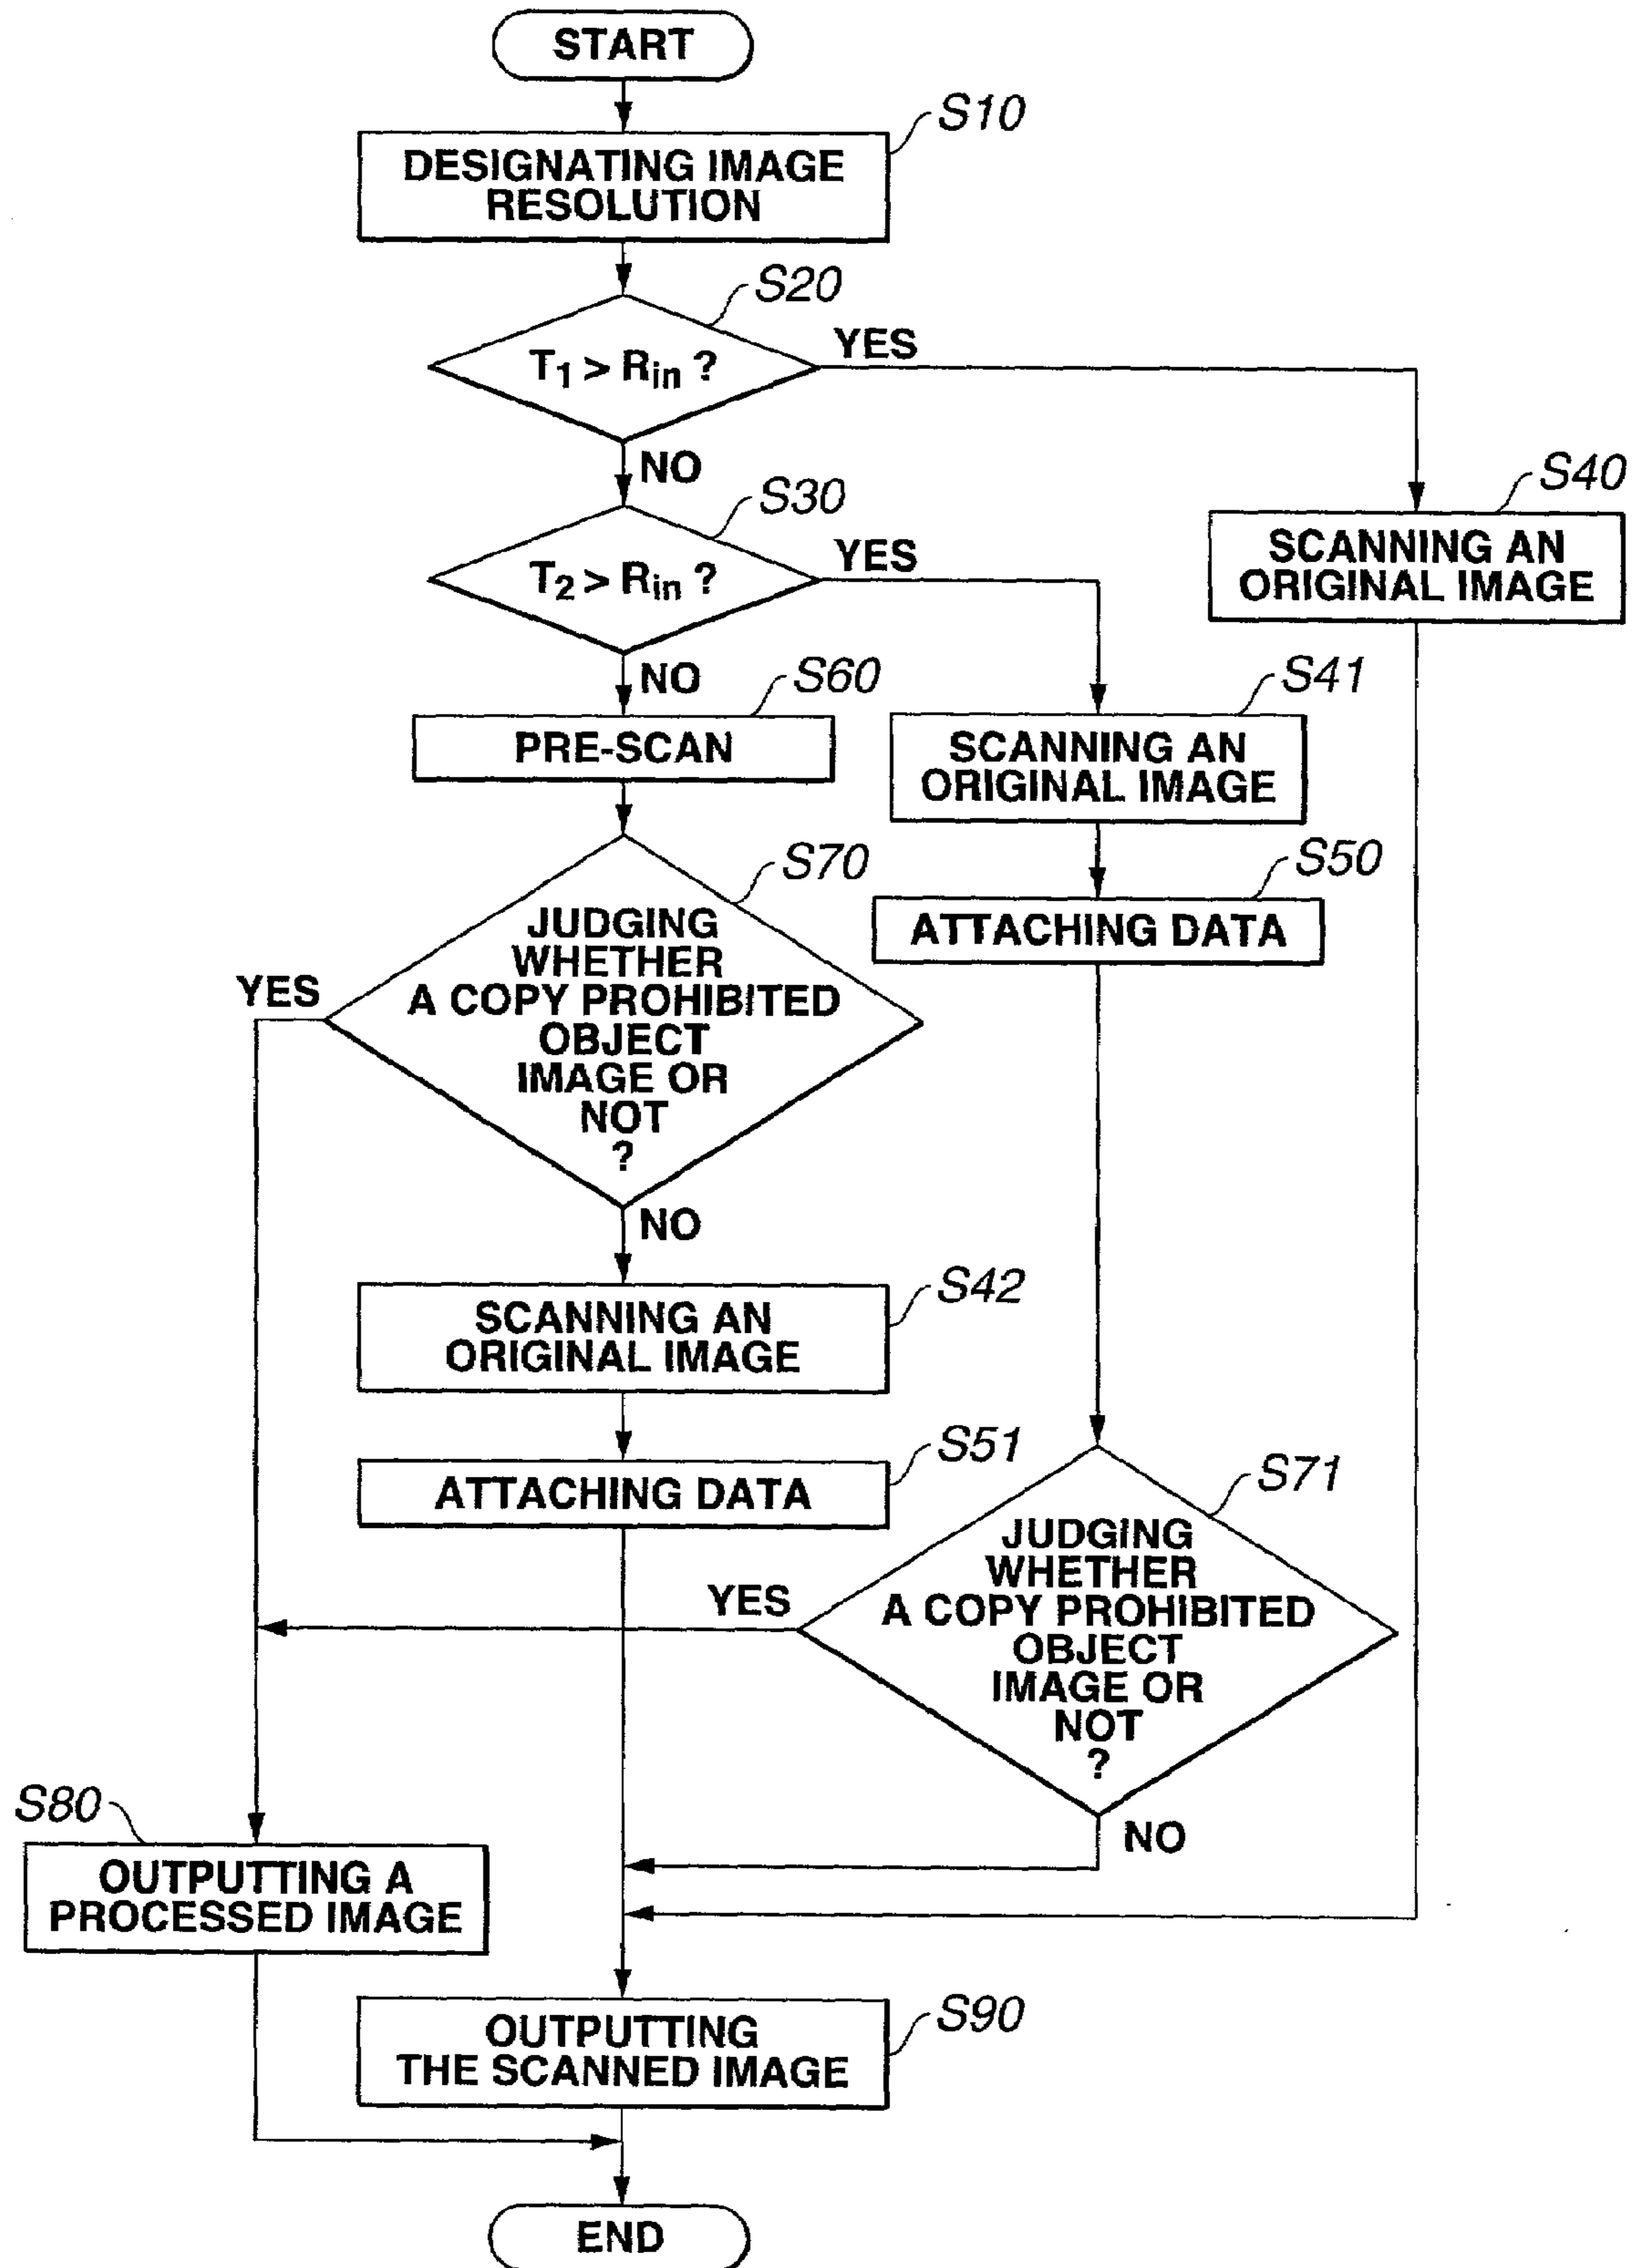 START
S10
DESIGNATING IMAGE
RESOLUTION
S20
T1 > Rin ?
YES
NO
S30
T2 > Rin ?
YES
NO
S40
SCANNING AN
ORIGINAL IMAGE
S60
PRE-SCAN
S41
SCANNING AN
ORIGINAL IMAGE
S50
ATTACHING DATA
S70
JUDGING
WHETHER
A COPY PROHIBITED
OBJECT
IMAGE OR
NOT
?
YES
NO
S42
SCANNING AN
ORIGINAL IMAGE
S51
ATTACHING DATA
S71
JUDGING
WHETHER
A COPY PROHIBITED
OBJECT
IMAGE OR
NOT
?
YES
NO
S80
OUTPUTTING A
PROCESSED IMAGE
S90
OUTPUTTING
THE SCANNED IMAGE
END